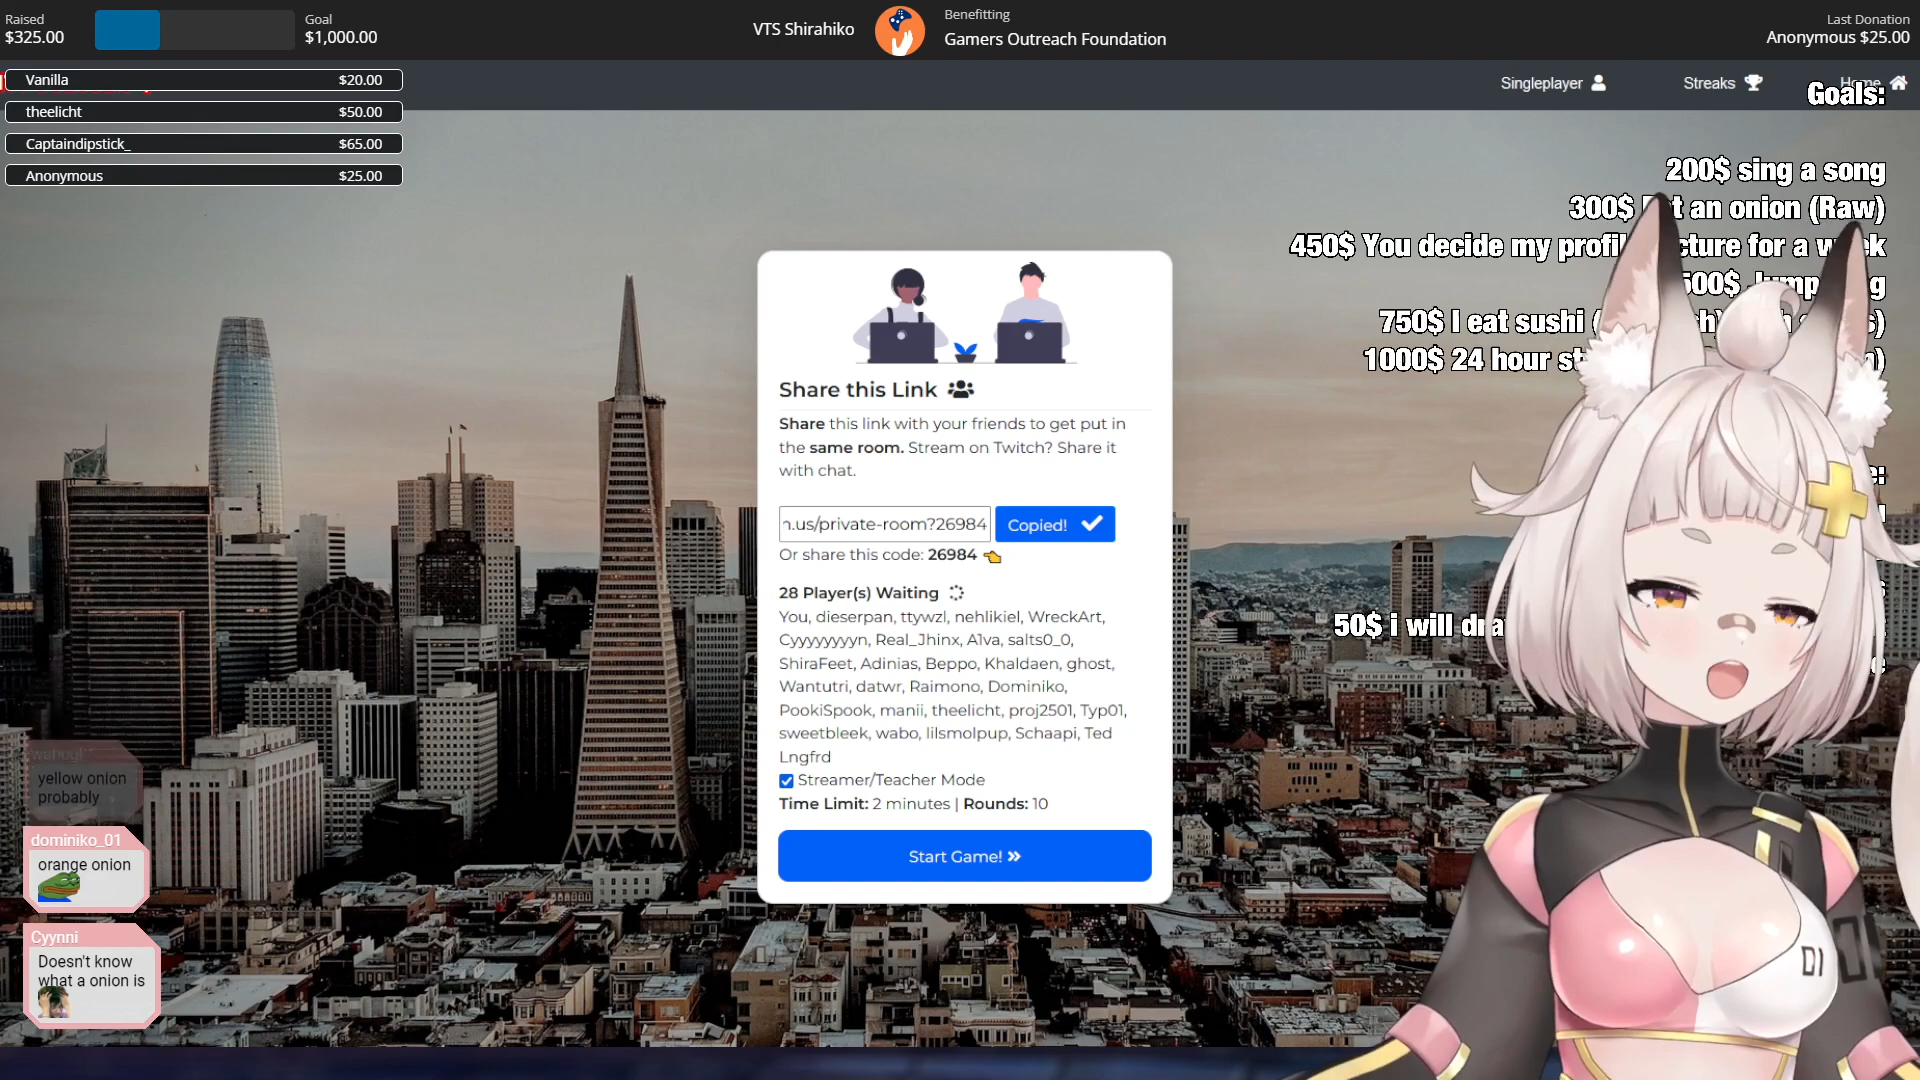 Raised
$325.00
Goal
$1,000.00
VTS Shirahiko
Benefitting
Gamers Outreach Foundation
Last Donation
Anonymous $25.00
Vanilla $20.00
theelicht $50.00
Captaindipstick_ $65.00
Anonymous $25.00
Singleplayer
Streaks
Home
Goals:
200$ sing a song
300$ an onion (Raw)
450$ You decide my for a
500$
750$ I eat sushi
1000$ 24 hour
50$ i will
Share this Link
Share this link with your friends to get put in
the same room. Stream on Twitch? Share it
with chat.
n.us/private-room?26984
Copied!
Or share this code: 26984
28 Player(s) Waiting
You, dieserpan, ttywzl, nehlikiel, WreckArt,
Cyyyyyyyn, Real_Jhinx, A1va, salts0_0,
ShiraFeet, Adinias, Beppo, Khaldaen, ghost,
Wantutri, datwr, Raimono, Dominiko,
PookiSpook, manii, theelicht, proj2501, Typ01,
sweetbleek, wabo, lilsmolpup, Schaapi, Ted
Lngfrd
Streamer/Teacher Mode
Time Limit: 2 minutes | Rounds: 10
Start Game!
yellow onion
probably
dominiko_01
orange onion
Cyynni
Doesn't know
what a onion is
01